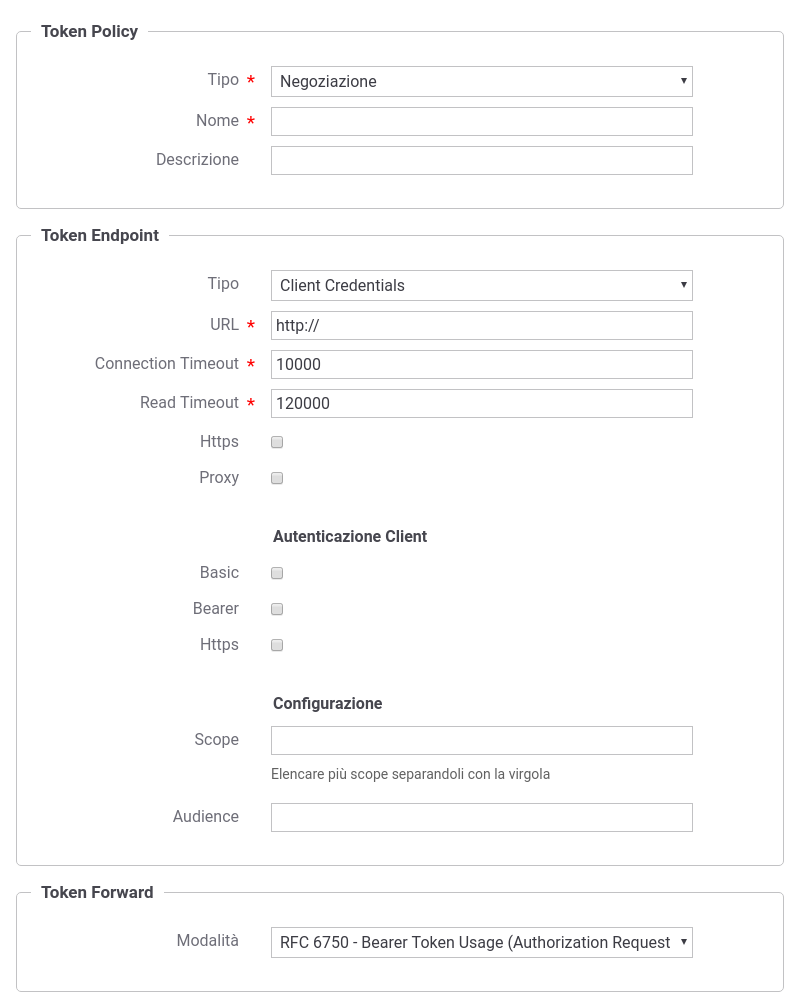 Token Policy
Tipo * Negoziazione
Nome *
Descrizione
Token Endpoint
Tipo Client Credentials
URL * http://
Connection Timeout * 10000
Read Timeout * 120000
Https
Proxy
Autenticazione Client
Basic
Bearer
Https
Configurazione
Scope
Elencare più scope separandoli con la virgola
Audience
Token Forward
Modalità RFC 6750 - Bearer Token Usage (Authorization Request